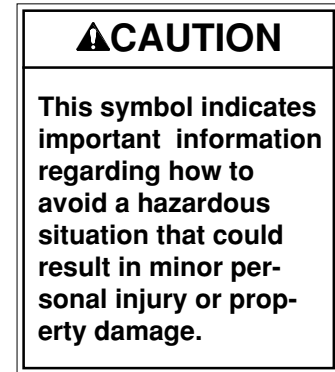 ⚠CAUTION
This symbol indicates
important information
regarding how to
avoid a hazardous
situation that could
result in minor per-
sonal injury or prop-
erty damage.